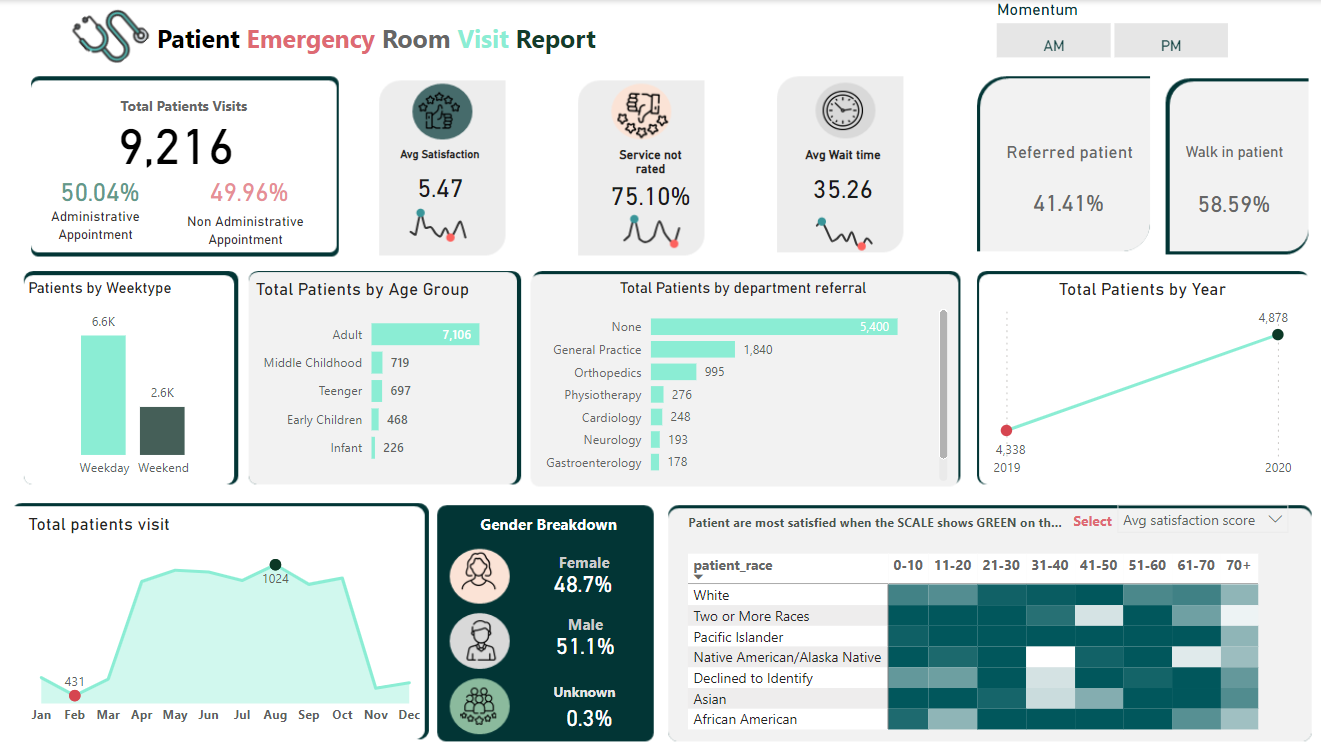 Patient Emergency Room Visit Report
Momentum
AM
PM
Total Patients Visits
9,216
50.04%
Administrative
Appointment
49.96%
Non Administrative
Appointment
Avg Satisfaction
5.47
Service not
rated
75.10%
Avg Wait time
35.26
Referred patient
41.41%
Walk in patient
58.59%
Patients by Weektype
6.6K
2.6K
Weekday
Weekend
Total Patients by Age Group
Adult 7,106
Middle Childhood 719
Teenger 697
Early Children 468
Infant 226
Total Patients by department referral
None 5,400
General Practice 1,840
Orthopedics 995
Physiotherapy 276
Cardiology 248
Neurology 193
Gastroenterology 178
Total Patients by Year
4,878
4,338
2019
2020
Total patients visit
1024
431
Jan Feb Mar Apr May Jun Jul Aug Sep Oct Nov Dec
Gender Breakdown
Female
48.7%
Male
51.1%
Unknown
0.3%
Patient are most satisfied when the SCALE shows GREEN on th...
Select
Avg satisfaction score
patient_race 0-10 11-20 21-30 31-40 41-50 51-60 61-70 70+
White
Two or More Races
Pacific Islander
Native American/Alaska Native
Declined to Identify
Asian
African American